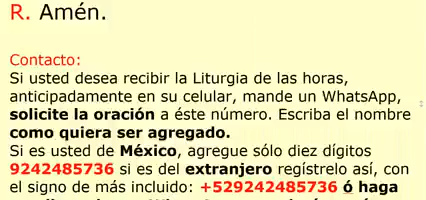 R. Amén.
Contacto:
Si usted desea recibir la Liturgia de las horas,
anticipadamente en su celular, mande un WhatsApp,
solicite la oración a éste número. Escriba el nombre
como quiera ser agregado.
Si es usted de México, agregue sólo diez dígitos
9242485736 si es del extranjero regístrelo así, con
el signo de más incluido: +529242485736 ó haga